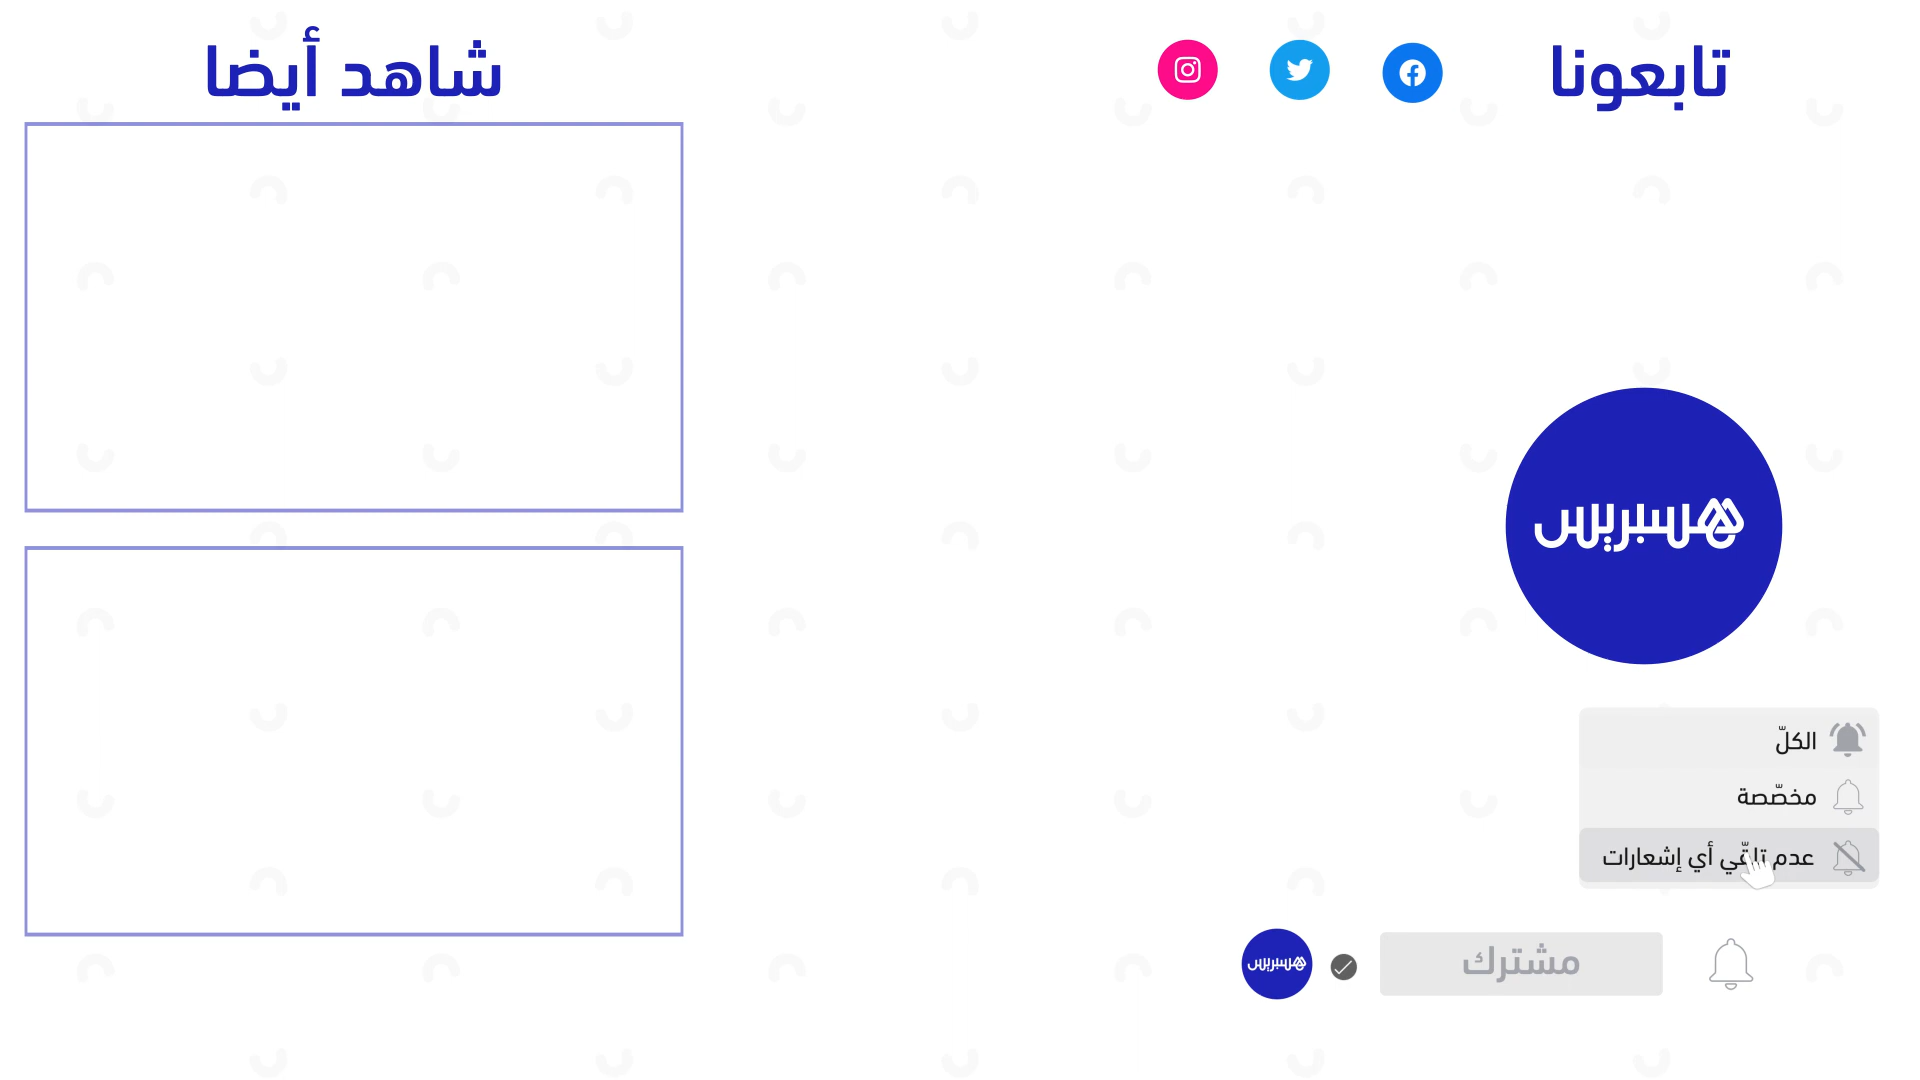 تابعونا
شاهد أيضا
هسبريس
الكلّ
مخصّصة
عدم تلقّي أي إشعارات
مشترك
هسبريس